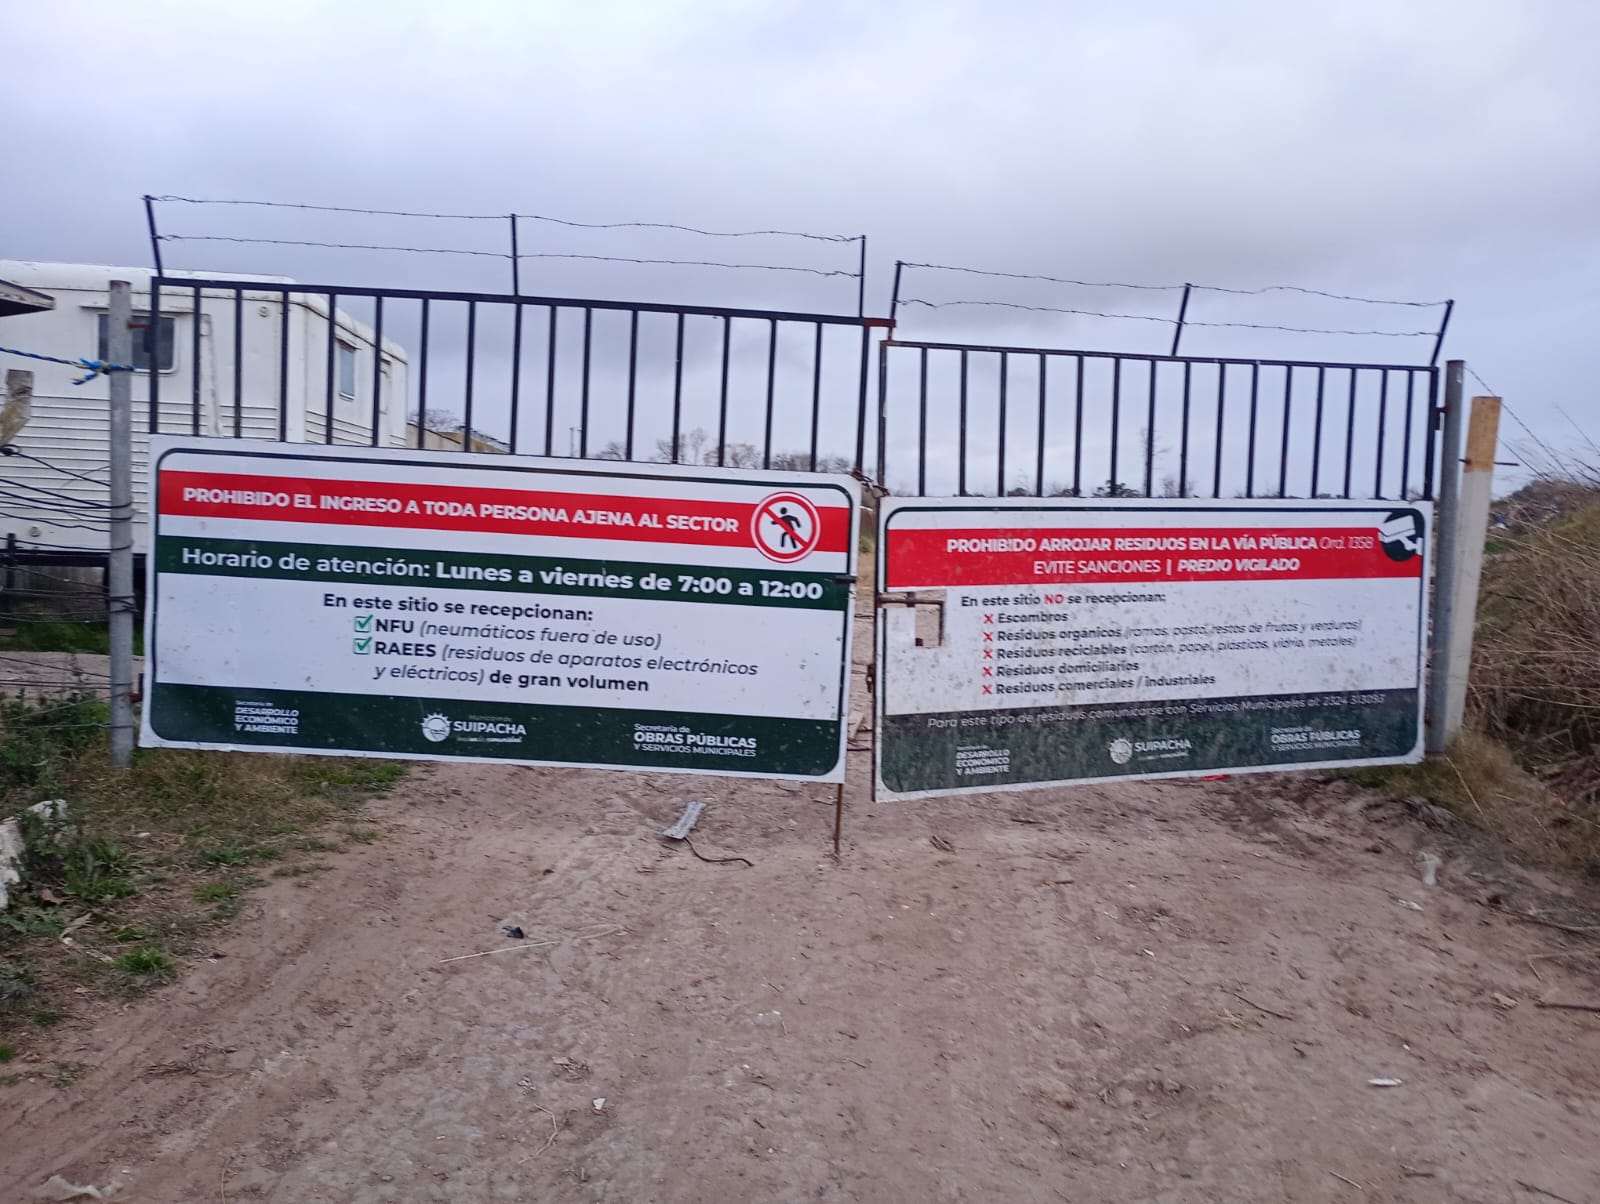 PROHIBIDO EL INGRESO A TODA PERSONA AJENA AL SECTOR
Horario de atención: Lunes a viernes de 7:00 a 12:00
En este sitio se recepcionan:
NFU (neumáticos fuera de uso)
RAEES (residuos de aparatos electrónicos
y eléctricos) de gran volumen
Secretaría de
DESARROLLO
ECONÓMICO
Y AMBIENTE
SUIPACHA
Secretaría de
OBRAS PÚBLICAS
Y SERVICIOS MUNICIPALES
PROHIBIDO ARROJAR RESIDUOS EN LA VÍA PÚBLICA Ord. 1358
EVITE SANCIONES | PREDIO VIGILADO
En este sitio NO se recepcionan:
X Escombros
X Residuos orgánicos (ramas, pasto, restos de frutas y verduras)
X Residuos reciclables (cartón, papel, plásticos, vidrio, metales)
X Residuos domiciliarios
X Residuos comerciales / industriales
Para este tipo de residuos comunicarse con Servicios Municipales al: 2324 313093
Secretaría de
DESARROLLO
ECONÓMICO
Y AMBIENTE
SUIPACHA
Secretaría de
OBRAS PÚBLICAS
Y SERVICIOS MUNICIPALES